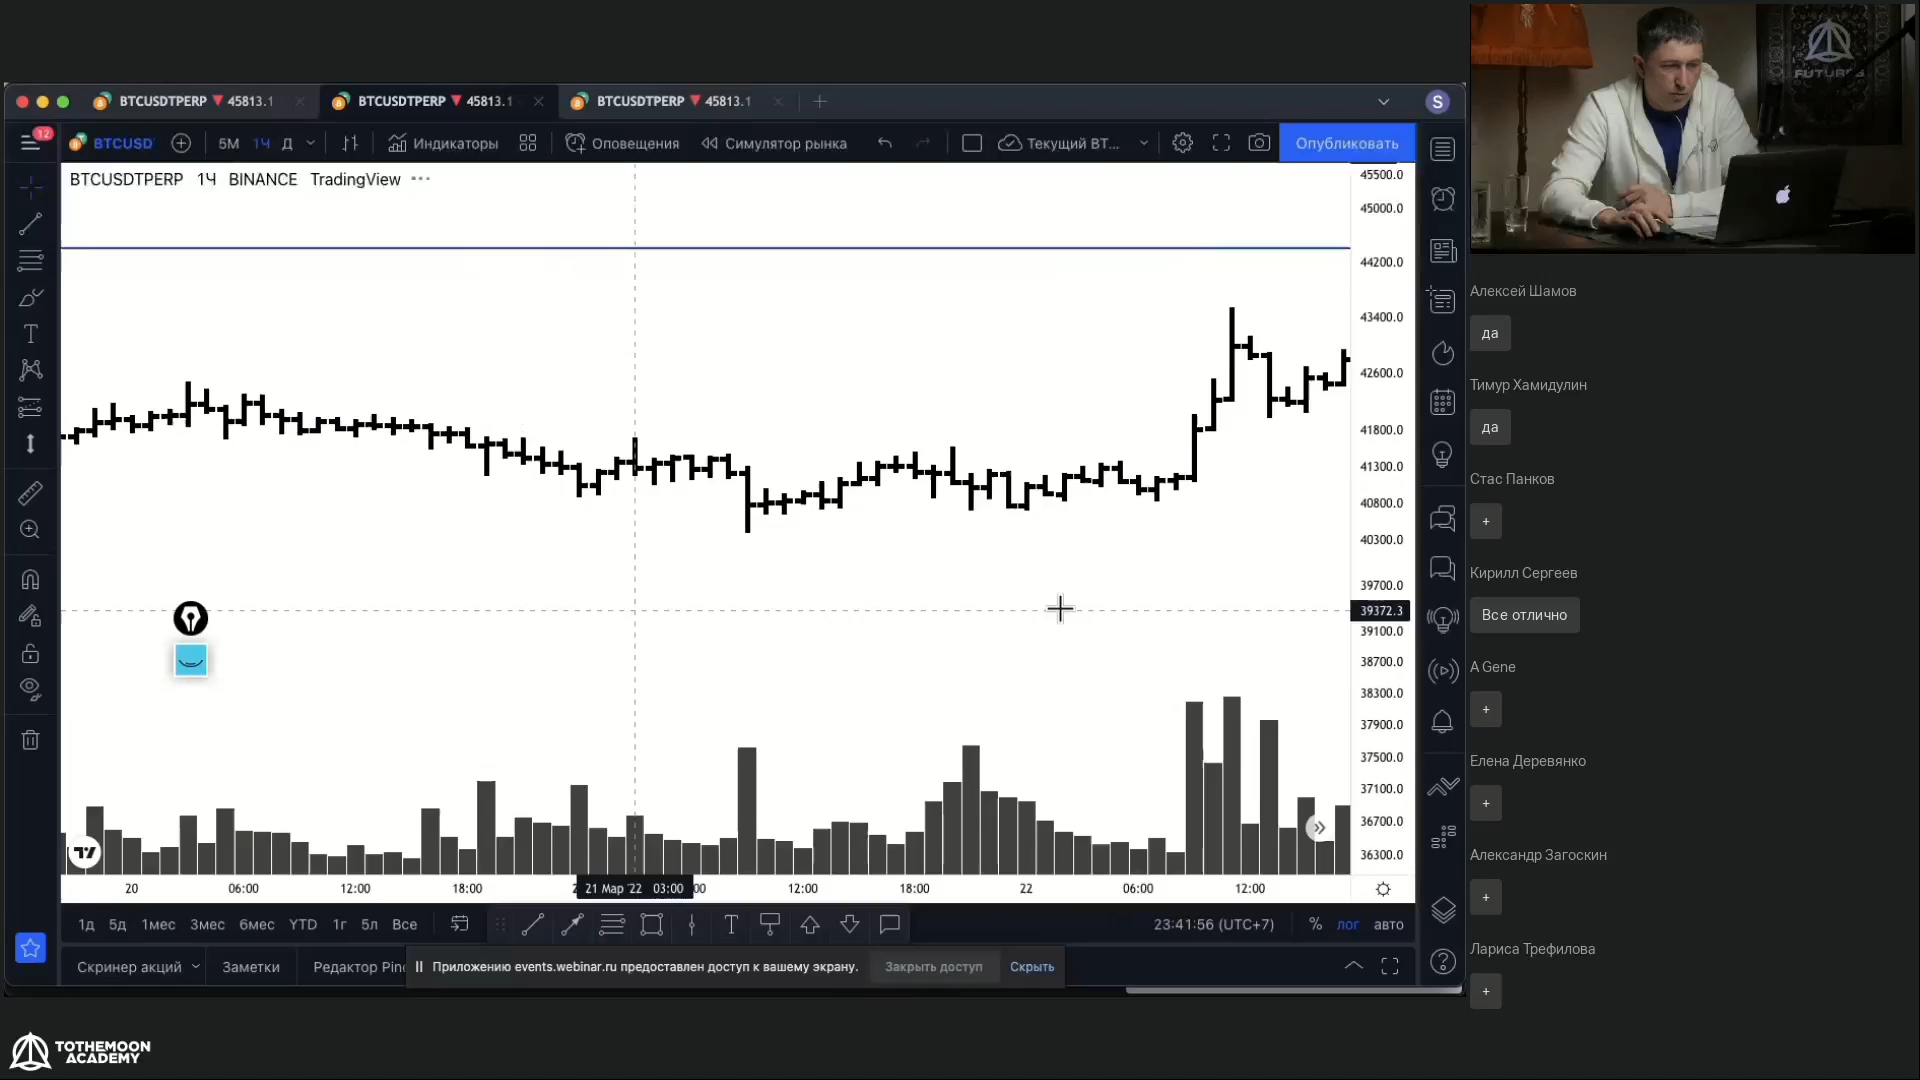 BTCUSDTPERP ▼ 45813.1
BTCUSDTPERP ▼ 45813.1
BTCUSDTPERP ▼ 45813.1
S
12
BTCUSD
5М 1Ч Д
Индикаторы
Оповещения
Симулятор рынка
Текущий BT...
Опубликовать
BTCUSDTPERP 1Ч BINANCE TradingView
45500.0
45000.0
44200.0
43400.0
42600.0
41800.0
41300.0
40800.0
40300.0
39700.0
39372.3
39100.0
38700.0
38300.0
37900.0
37500.0
37100.0
36700.0
36300.0
20 06:00 12:00 18:00 21 Мар '22 03:00 12:00 18:00 22 06:00 12:00
1д 5д 1мес 3мес 6мес YTD 1г 5л Все
23:41:56 (UTC+7) % лог авто
Скринер акций Заметки Редактор Pine
Приложению events.webinar.ru предоставлен доступ к вашему экрану. Закрыть доступ Скрыть
TOTHEMOON
ACADEMY
FUTURES
Алексей Шамов
да
Тимур Хамидулин
да
Стас Панков
+
Кирилл Сергеев
Все отлично
A Gene
+
Елена Деревянко
+
Александр Загоскин
+
Лариса Трефилова
+